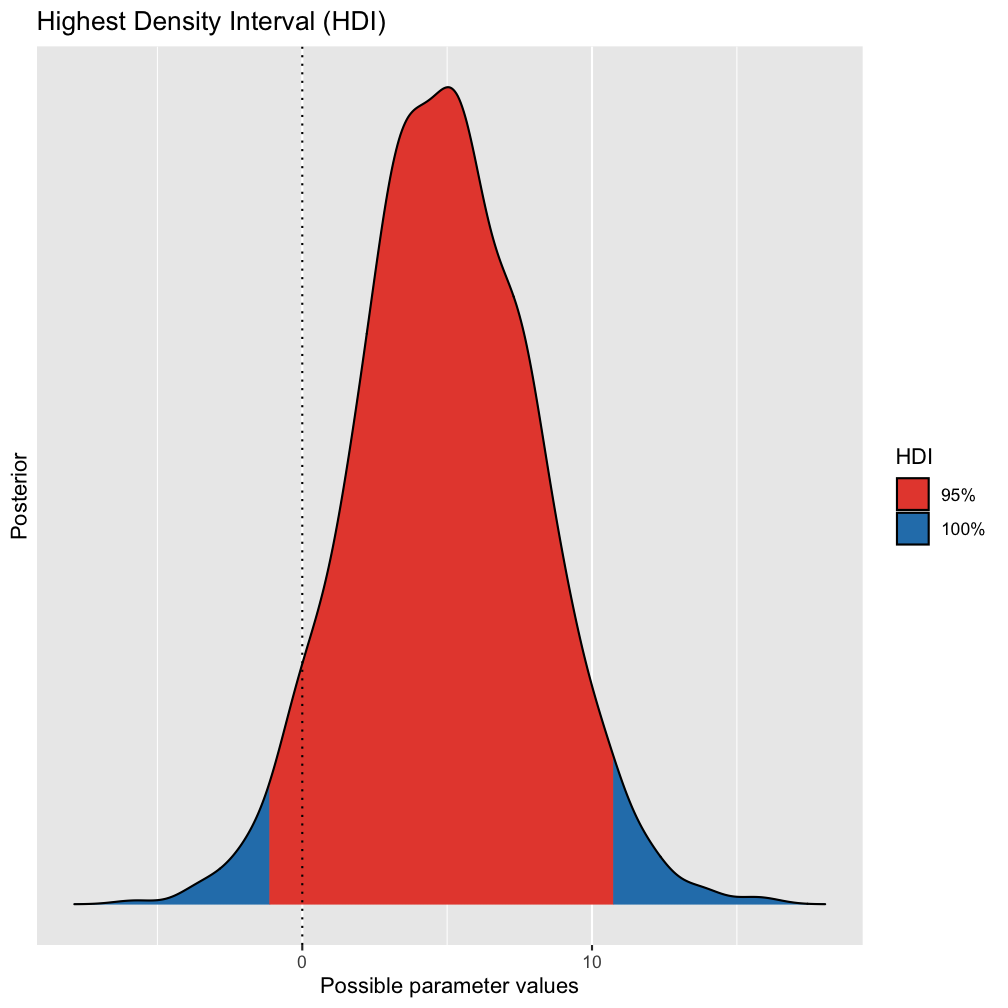 Highest Density Interval (HDI)
Posterior
HDI
95%
100%
0
10
Possible parameter values